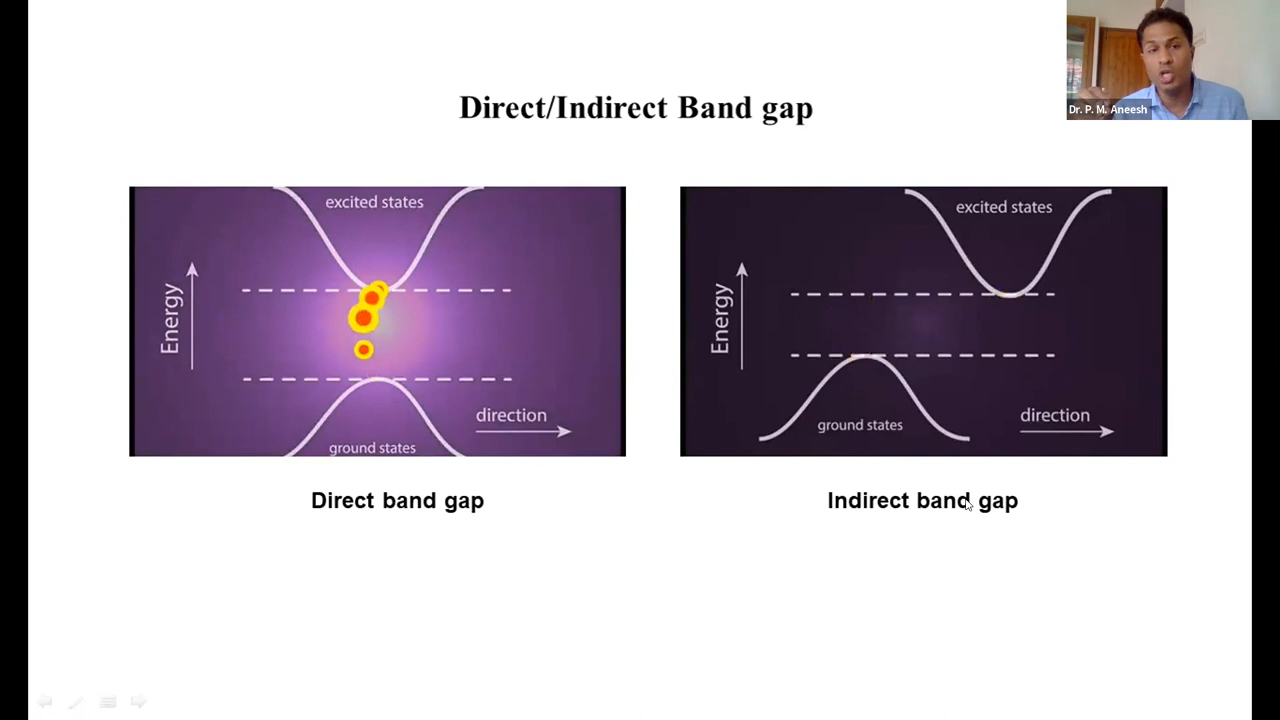 Dr. P. M. Aneesh
Direct/Indirect Band gap
excited states
Energy
direction
ground states
excited states
Energy
direction
ground states
Direct band gap
Indirect band gap